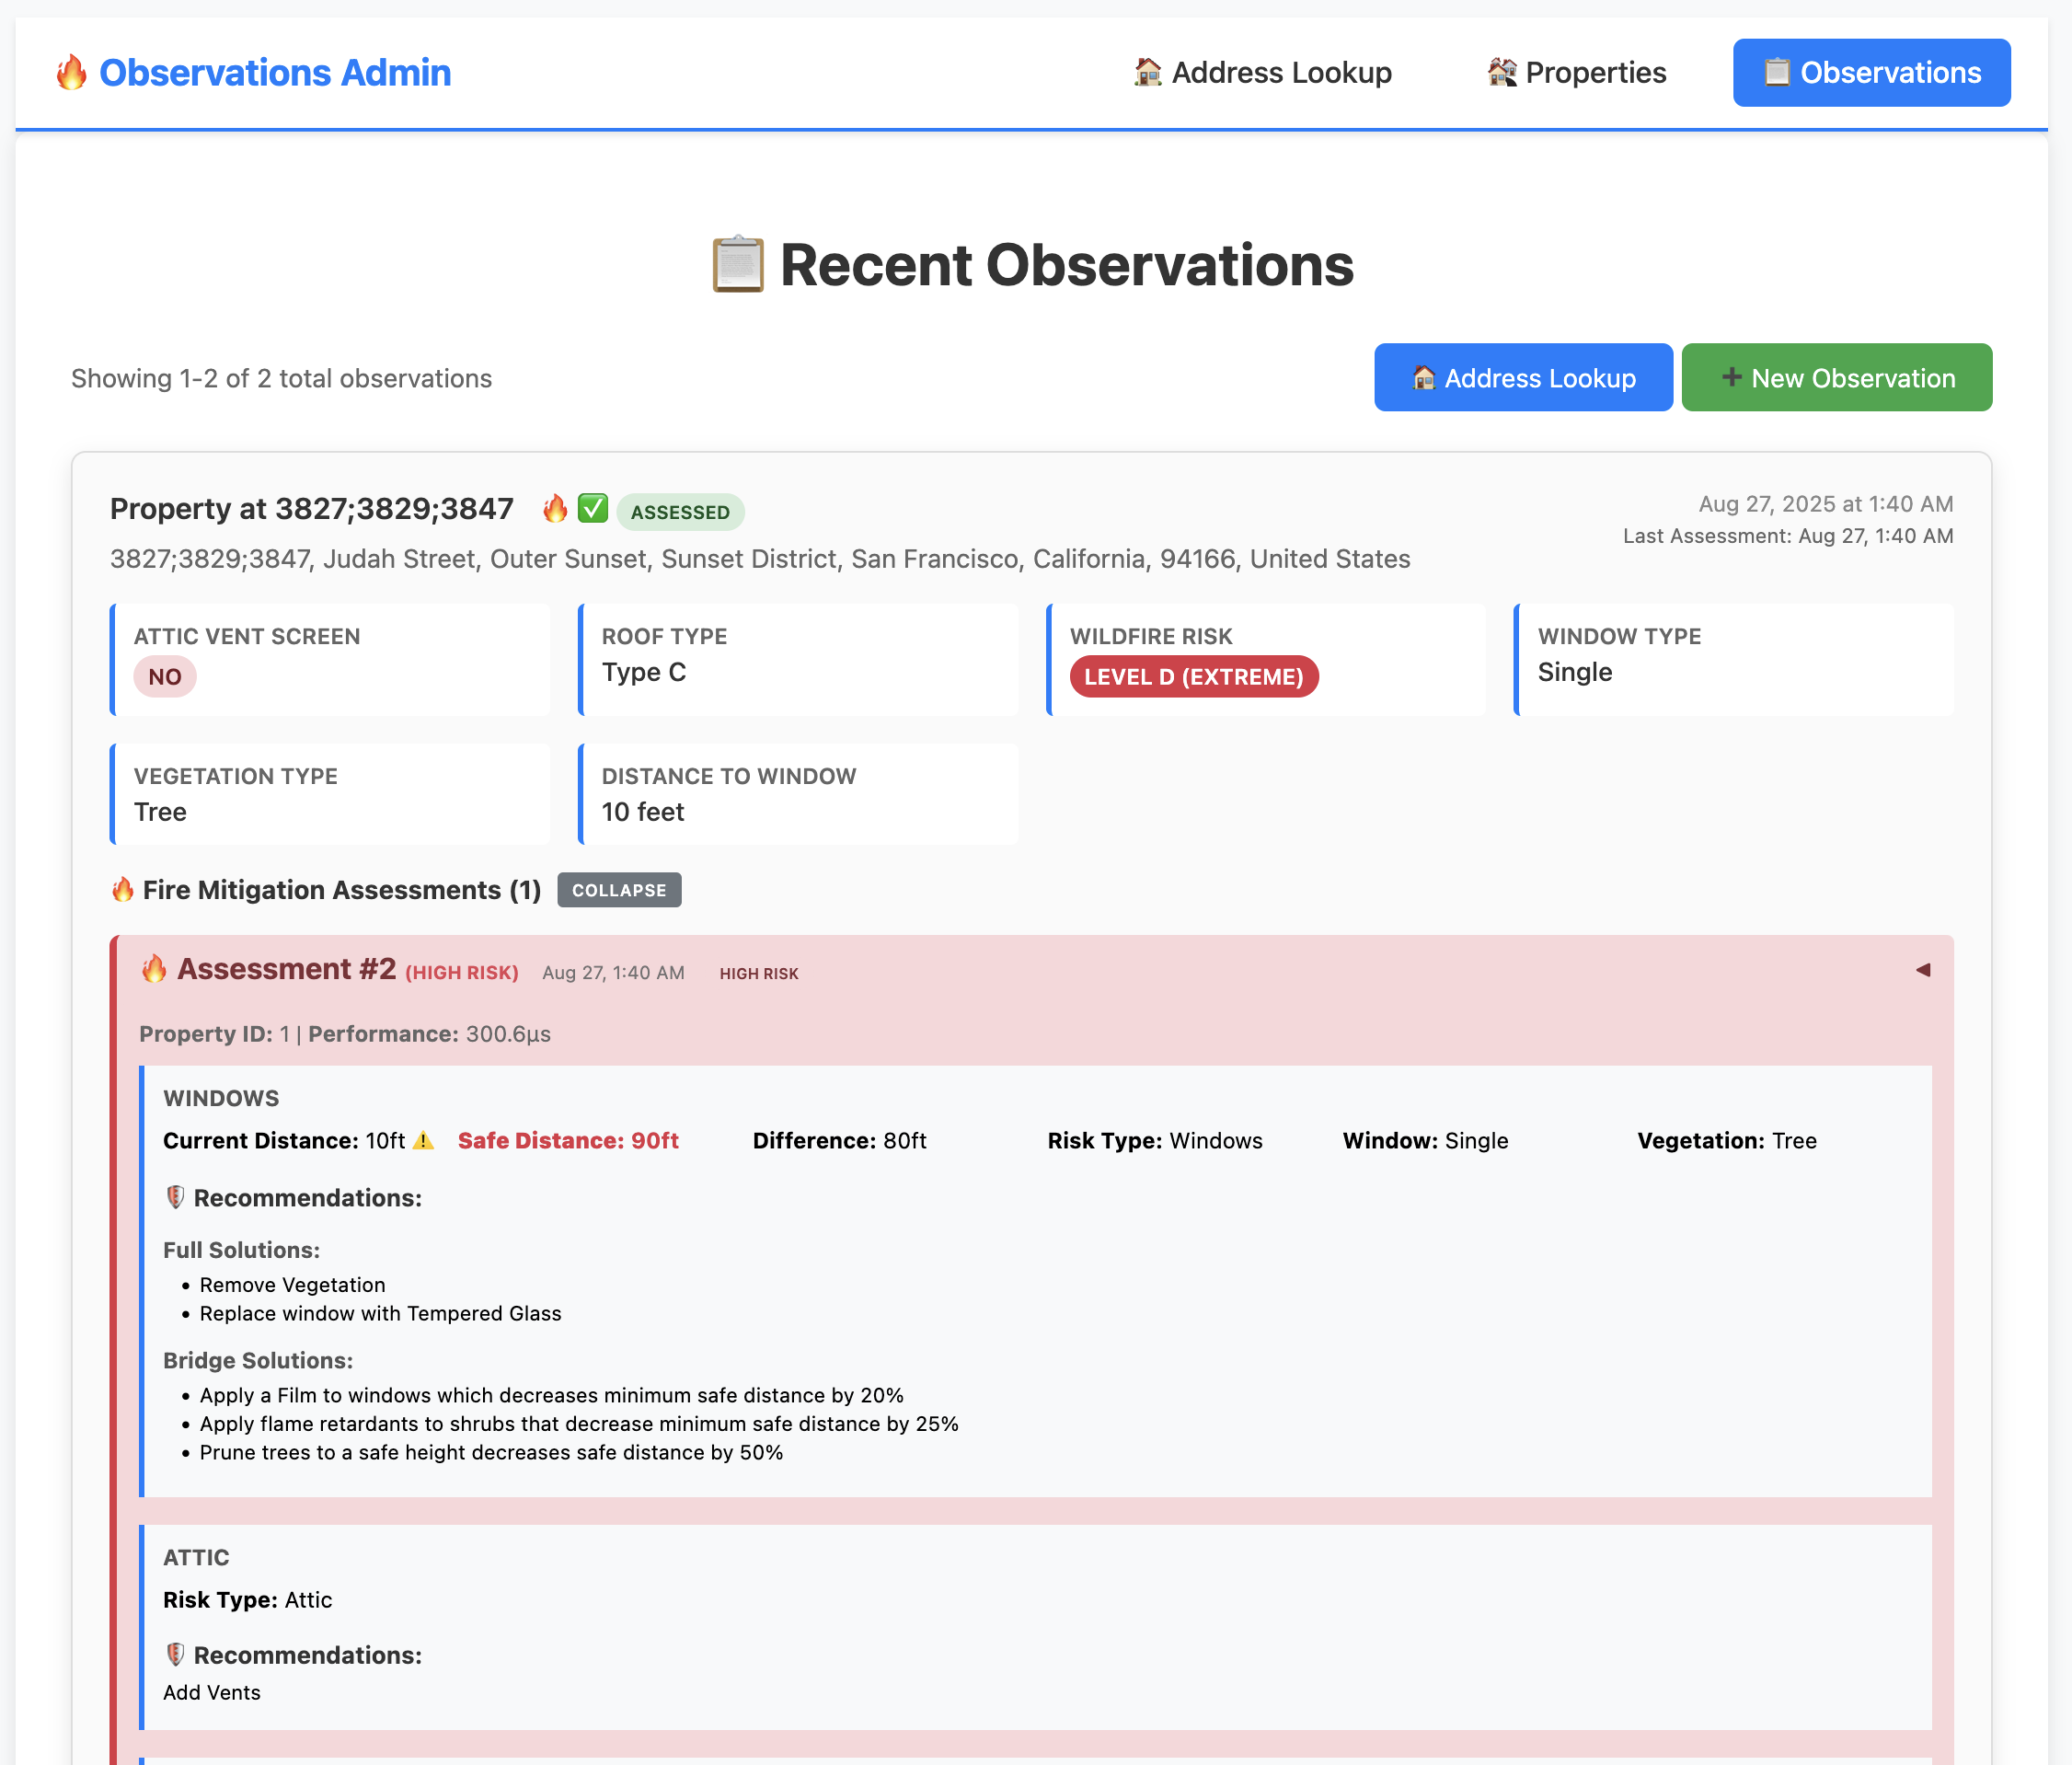 🔥 Observations Admin
🏠 Address Lookup
🏘️ Properties
📋 Observations
📋 Recent Observations
Showing 1-2 of 2 total observations
🏠 Address Lookup
➕ New Observation
Property at 3827;3829;3847 🔥 ✅ ASSESSED
Aug 27, 2025 at 1:40 AM
Last Assessment: Aug 27, 1:40 AM
3827;3829;3847, Judah Street, Outer Sunset, Sunset District, San Francisco, California, 94166, United States
ATTIC VENT SCREEN
NO
ROOF TYPE
Type C
WILDFIRE RISK
LEVEL D (EXTREME)
WINDOW TYPE
Single
VEGETATION TYPE
Tree
DISTANCE TO WINDOW
10 feet
🔥 Fire Mitigation Assessments (1) COLLAPSE
🔥 Assessment #2 (HIGH RISK) Aug 27, 1:40 AM HIGH RISK ◀
Property ID: 1 | Performance: 300.6µs
WINDOWS
Current Distance: 10ft ⚠️ Safe Distance: 90ft Difference: 80ft Risk Type: Windows Window: Single Vegetation: Tree
🛡️ Recommendations:
Full Solutions:
• Remove Vegetation
• Replace window with Tempered Glass
Bridge Solutions:
• Apply a Film to windows which decreases minimum safe distance by 20%
• Apply flame retardants to shrubs that decrease minimum safe distance by 25%
• Prune trees to a safe height decreases safe distance by 50%
ATTIC
Risk Type: Attic
🛡️ Recommendations:
Add Vents